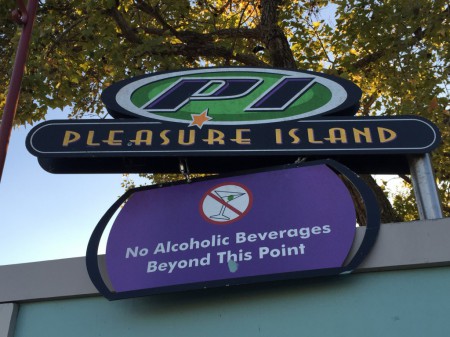 PI
PLEASURE ISLAND
No Alcoholic Beverages
Beyond This Point